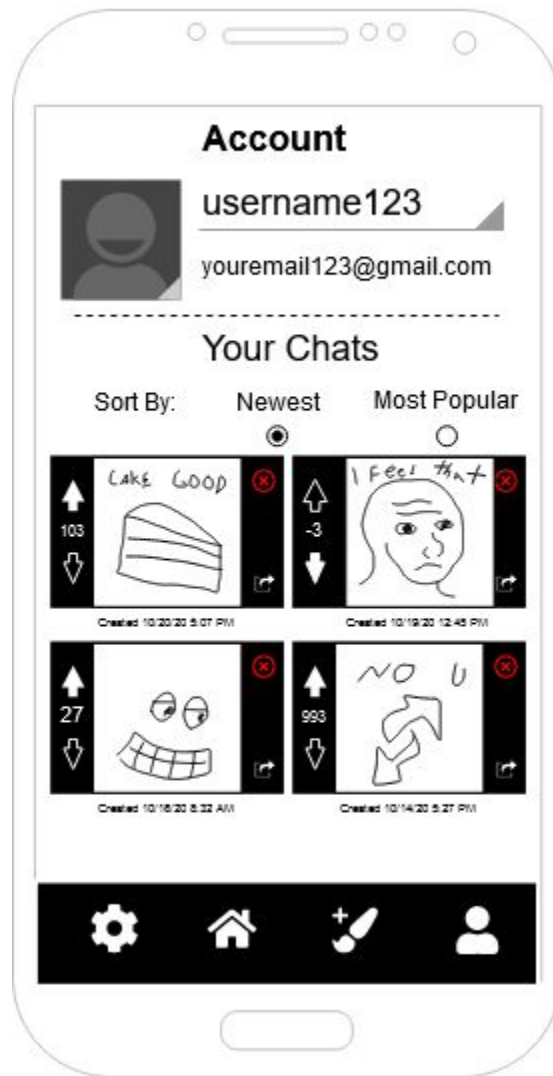 Account
username123
youremail123@gmail.com
Your Chats
Sort By: Newest Most Popular
CAKE GOOD
103
Created 10/20/20 5:07 PM
I Feel that
-3
Created 10/19/20 12:45 PM
27
Created 10/16/20 8:32 AM
NO U
993
Created 10/14/20 5:27 PM